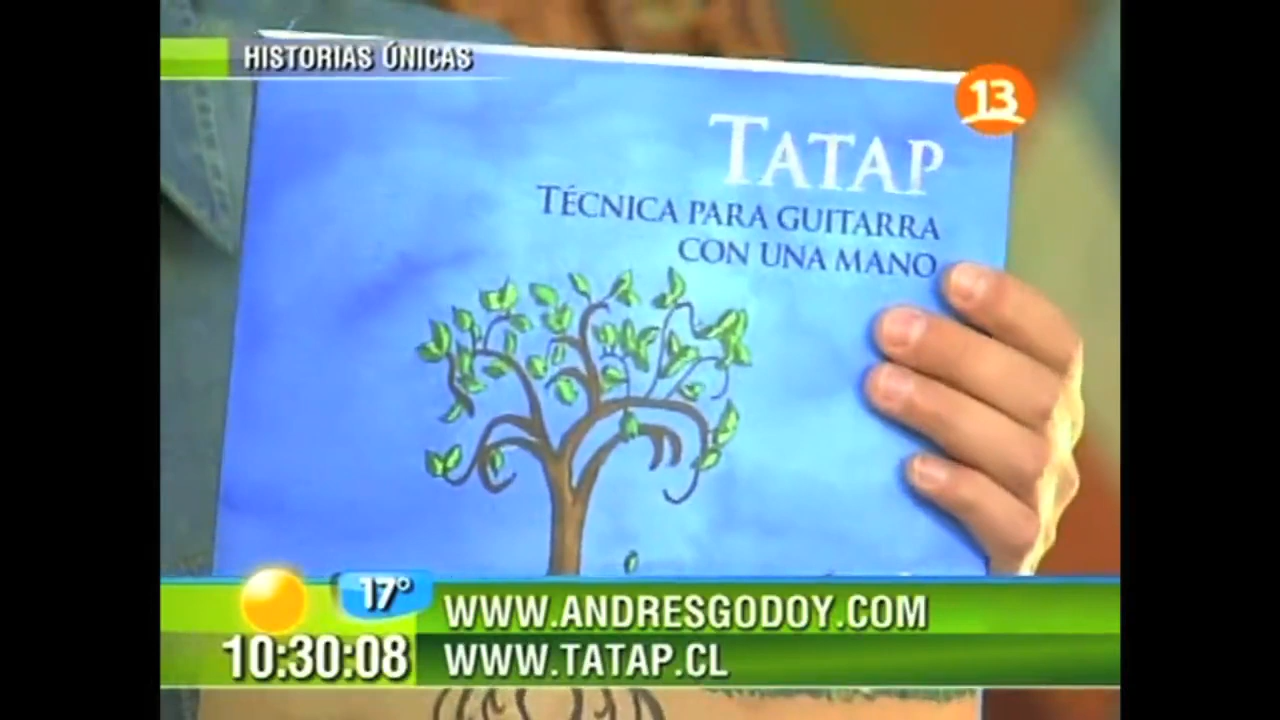 HISTORIAS ÚNICAS
13
TATAP
TÉCNICA PARA GUITARRA
CON UNA MANO
17°
WWW.ANDRESGODOY.COM
10:30:08
WWW.TATAP.CL